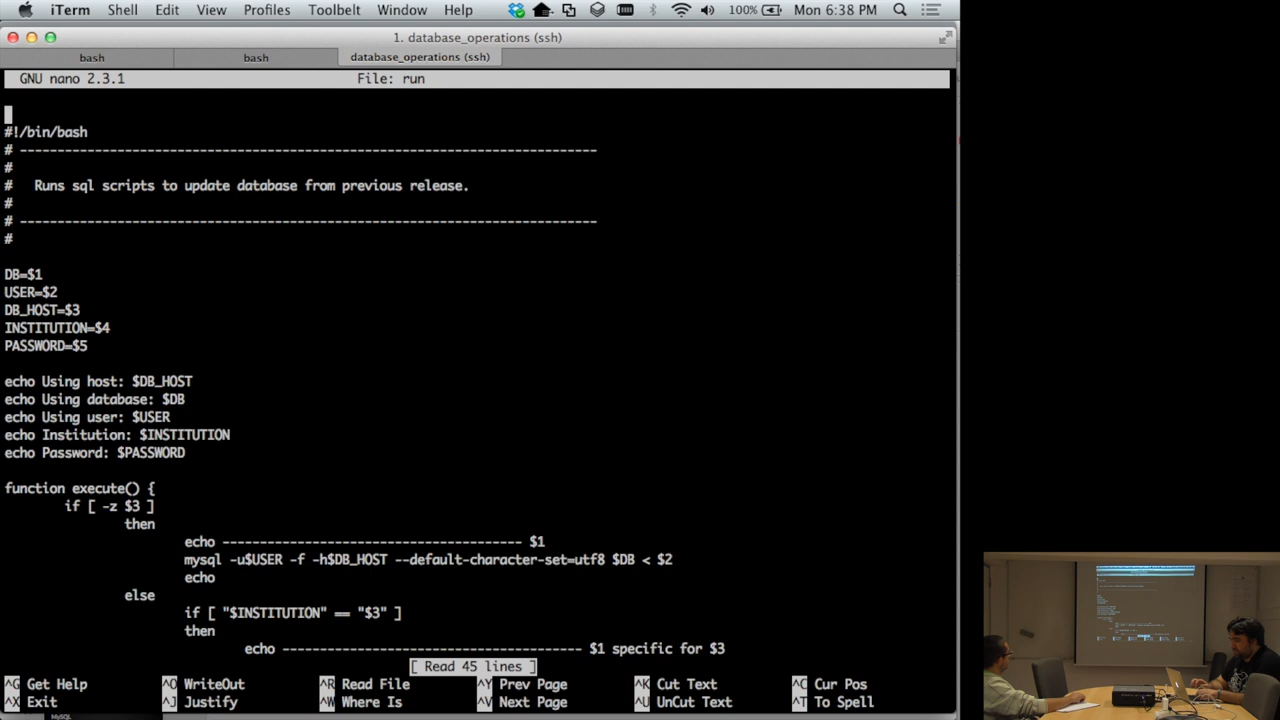 iTerm Shell Edit View Profiles Toolbelt Window Help 100% Mon 6:38 PM
1. database_operations (ssh)
bash bash database_operations (ssh)
GNU nano 2.3.1 File: run
#!/bin/bash
# -----------------------------------------------------------------------------
#
# Runs sql scripts to update database from previous release.
#
# -----------------------------------------------------------------------------
#
DB=$1
USER=$2
DB_HOST=$3
INSTITUTION=$4
PASSWORD=$5
echo Using host: $DB_HOST
echo Using database: $DB
echo Using user: $USER
echo Institution: $INSTITUTION
echo Password: $PASSWORD
function execute() {
if [ -z $3 ]
then
echo ---------------------------------------- $1
mysql -u$USER -f -h$DB_HOST --default-character-set=utf8 $DB < $2
echo
else
if [ "$INSTITUTION" == "$3" ]
then
echo ---------------------------------------- $1 specific for $3
[ Read 45 lines ]
^G Get Help ^O WriteOut ^R Read File ^Y Prev Page ^K Cut Text ^C Cur Pos
^X Exit ^J Justify ^W Where Is ^V Next Page ^U UnCut Text ^T To Spell
MySQL